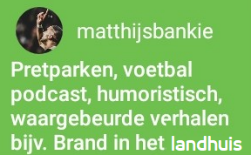 matthijsbankie
Pretparken, voetbal
podcast, humoristisch,
waargebeurde verhalen
bijv. Brand in het landhuis